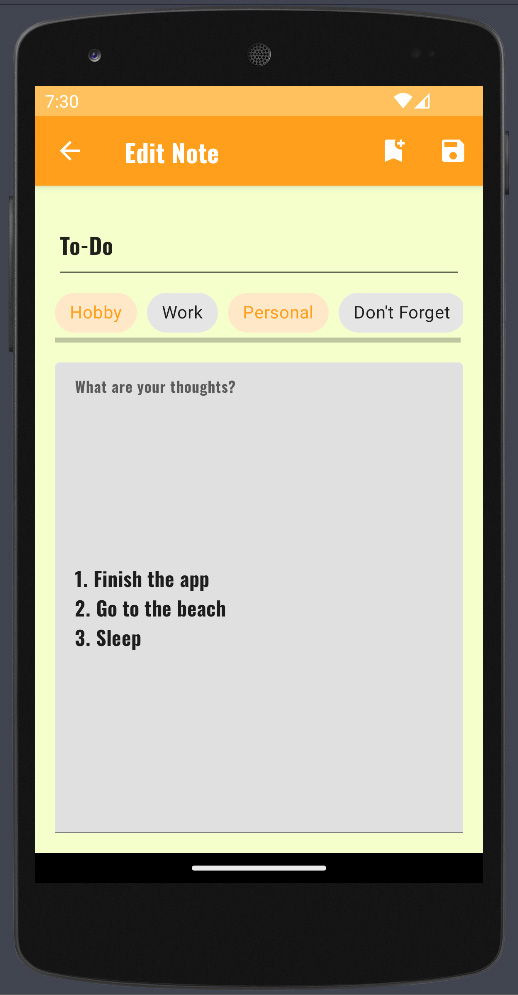 7:30
Edit Note
To-Do
Hobby Work Personal Don't Forget
What are your thoughts?
1. Finish the app
2. Go to the beach
3. Sleep